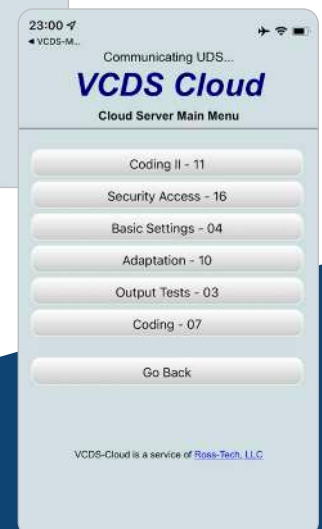 23:00
◀ VCDS-M...
Communicating UDS...
VCDS Cloud
Cloud Server Main Menu
Coding II - 11
Security Access - 16
Basic Settings - 04
Adaptation - 10
Output Tests - 03
Coding - 07
Go Back
VCDS-Cloud is a service of Ross-Tech, LLC